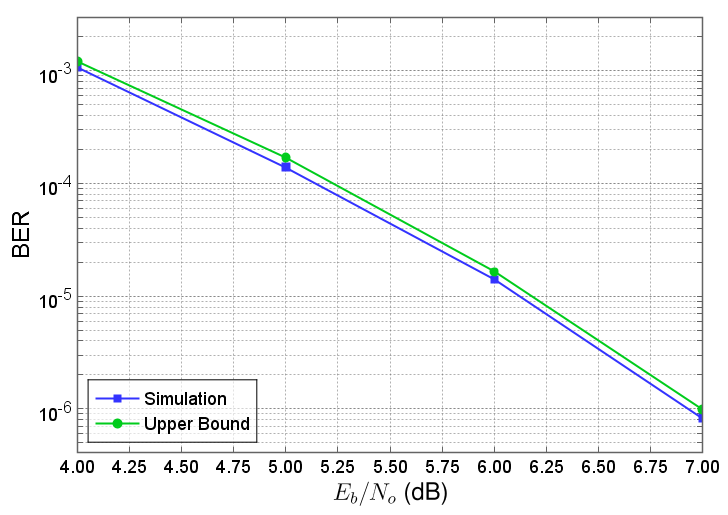 10⁻³
10⁻⁴
10⁻⁵
10⁻⁶
BER
Simulation
Upper Bound
4.00 4.25 4.50 4.75 5.00 5.25 5.50 5.75 6.00 6.25 6.50 6.75 7.00
E_b/N_o (dB)